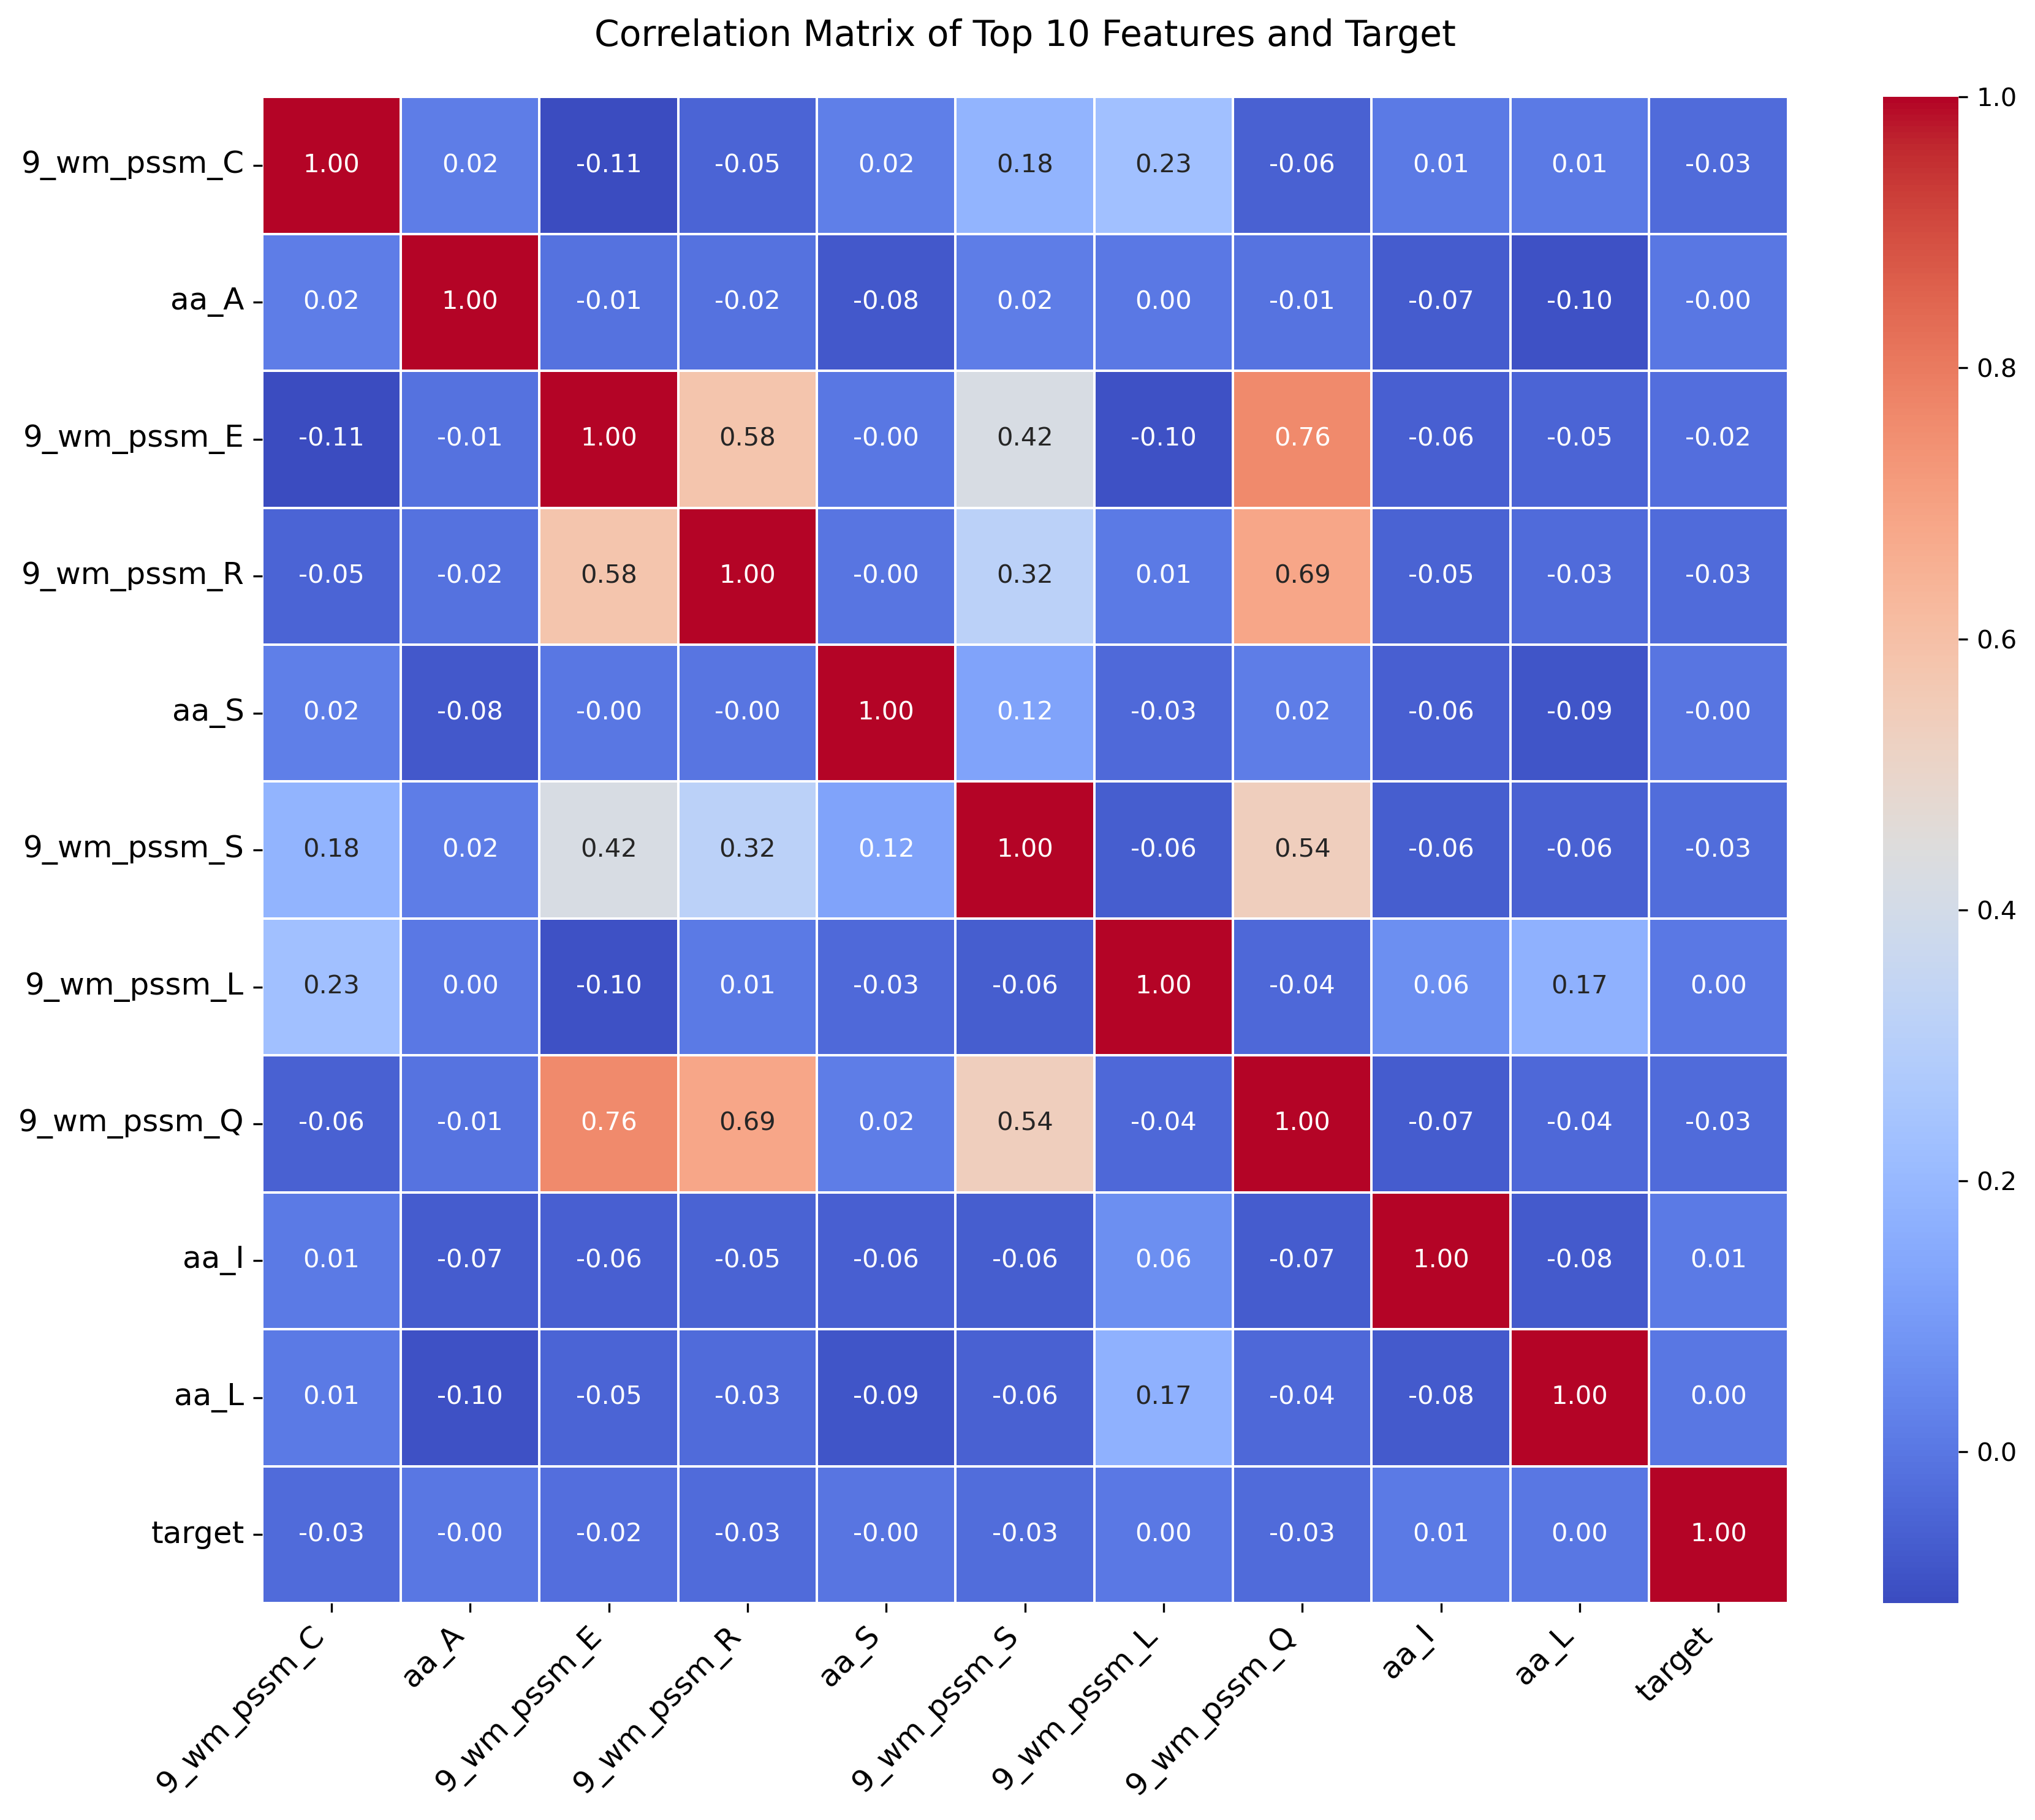 Correlation Matrix of Top 10 Features and Target
9_wm_pssm_C 1.00 0.02 -0.11 -0.05 0.02 0.18 0.23 -0.06 0.01 0.01 -0.03
aa_A 0.02 1.00 -0.01 -0.02 -0.08 0.02 0.00 -0.01 -0.07 -0.10 -0.00
9_wm_pssm_E -0.11 -0.01 1.00 0.58 -0.00 0.42 -0.10 0.76 -0.06 -0.05 -0.02
9_wm_pssm_R -0.05 -0.02 0.58 1.00 -0.00 0.32 0.01 0.69 -0.05 -0.03 -0.03
aa_S 0.02 -0.08 -0.00 -0.00 1.00 0.12 -0.03 0.02 -0.06 -0.09 -0.00
9_wm_pssm_S 0.18 0.02 0.42 0.32 0.12 1.00 -0.06 0.54 -0.06 -0.06 -0.03
9_wm_pssm_L 0.23 0.00 -0.10 0.01 -0.03 -0.06 1.00 -0.04 0.06 0.17 0.00
9_wm_pssm_Q -0.06 -0.01 0.76 0.69 0.02 0.54 -0.04 1.00 -0.07 -0.04 -0.03
aa_I 0.01 -0.07 -0.06 -0.05 -0.06 -0.06 0.06 -0.07 1.00 -0.08 0.01
aa_L 0.01 -0.10 -0.05 -0.03 -0.09 -0.06 0.17 -0.04 -0.08 1.00 0.00
target -0.03 -0.00 -0.02 -0.03 -0.00 -0.03 0.00 -0.03 0.01 0.00 1.00
9_wm_pssm_C aa_A 9_wm_pssm_E 9_wm_pssm_R aa_S 9_wm_pssm_S 9_wm_pssm_L 9_wm_pssm_Q aa_I aa_L target
1.0
0.8
0.6
0.4
0.2
0.0